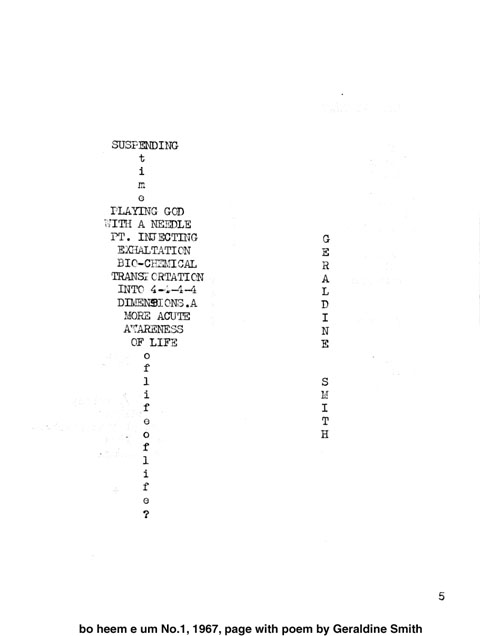 SUSPENDING
t
i
m
e
PLAYING GOD
WITH A NEEDLE
PT. INJECTING
EXHALTATION
BIO-CHEMICAL
TRANSPORTATION
INTO 4-4-4-4
DIMENSIONS.A
MORE ACUTE
AWARENESS
OF LIFE
o
f
l
i
f
e
o
f
l
i
f
e
?
G
E
R
A
L
D
I
N
E
S
M
I
T
H
5
bo heem e um No.1, 1967, page with poem by Geraldine Smith